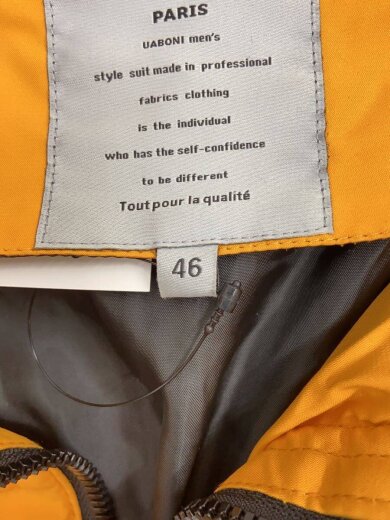 PARIS
UABONI men's
style suit made in professional
fabrics clothing
is the individual
who has the self-confidence
to be different
Tout pour la qualité
46